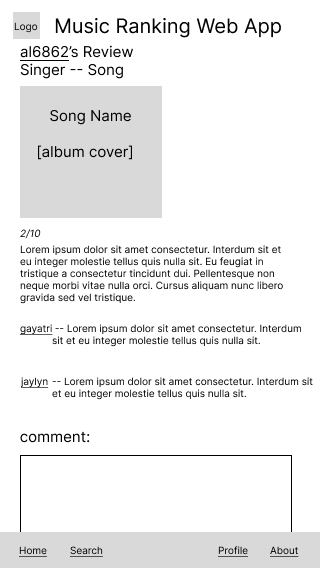 Logo
Music Ranking Web App
al6862's Review
Singer -- Song
Song Name
[album cover]
2/10
Lorem ipsum dolor sit amet consectetur. Interdum sit et
eu integer molestie tellus quis nulla sit. Eu feugiat in
tristique a consectetur tincidunt dui. Pellentesque non
neque morbi vitae nulla orci. Cursus aliquam nunc libero
gravida sed vel tristique.
gayatri -- Lorem ipsum dolor sit amet consectetur. Interdum
sit et eu integer molestie tellus quis nulla sit.
jaylyn -- Lorem ipsum dolor sit amet consectetur. Interdum sit
et eu integer molestie tellus quis nulla sit.
comment:
Home Search Profile About